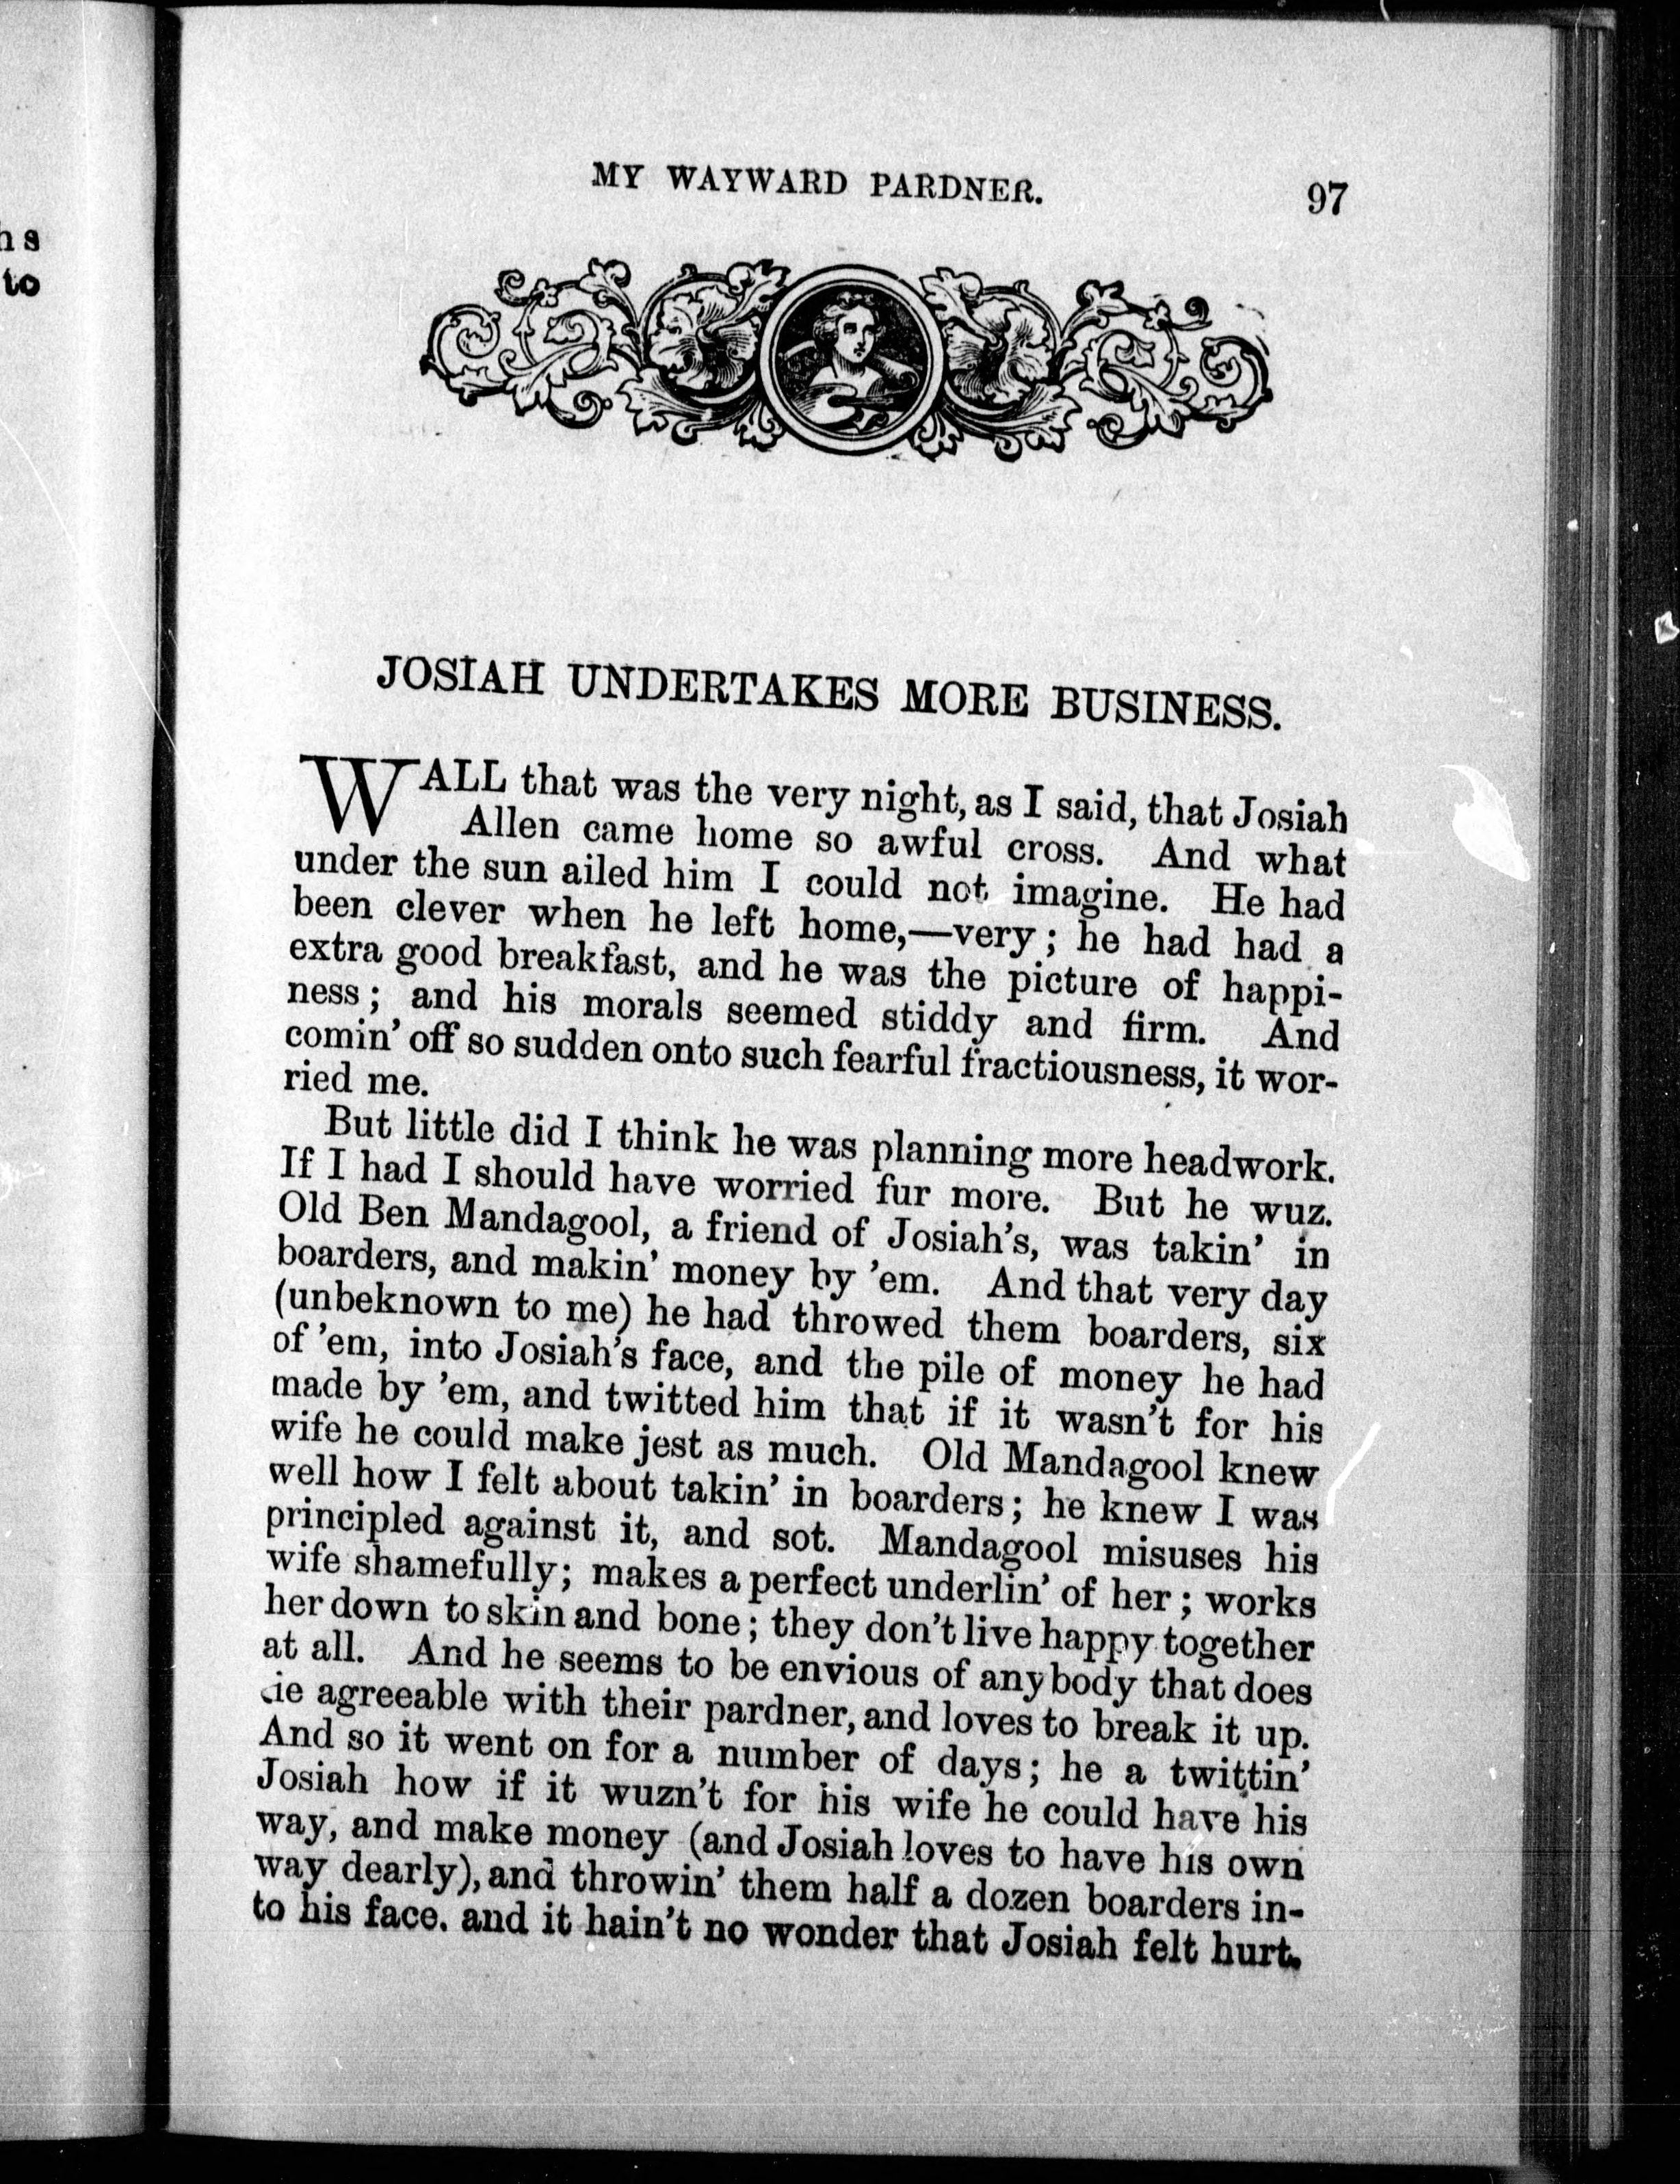 hs
to
MY WAYWARD PARDNER.
97
JOSIAH UNDERTAKES MORE BUSINESS.
WALL that was the very night, as I said, that Josiah
Allen came home so awful cross. And what
under the sun ailed him I could not imagine. He had
been clever when he left home,—very; he had had a
extra good breakfast, and he was the picture of happi-
ness; and his morals seemed stiddy and firm. And
comin' off so sudden onto such fearful fractiousness, it wor-
ried me.
But little did I think he was planning more headwork.
If I had I should have worried fur more. But he wuz.
Old Ben Mandagool, a friend of Josiah's, was takin' in
boarders, and makin' money by 'em. And that very day
(unbeknown to me) he had throwed them boarders, six
of 'em, into Josiah's face, and the pile of money he had
made by 'em, and twitted him that if it wasn't for his
wife he could make jest as much. Old Mandagool knew
well how I felt about takin' in boarders; he knew I was
principled against it, and sot. Mandagool misuses his
wife shamefully; makes a perfect underlin' of her; works
her down to skin and bone; they don't live happy together
at all. And he seems to be envious of anybody that does
agreeable with their pardner, and loves to break it up.
And so it went on for a number of days; he a twittin'
Josiah how if it wuzn't for his wife he could have his
way, and make money (and Josiah loves to have his own
way dearly), and throwin' them half a dozen boarders in-
to his face. and it hain't no wonder that Josiah felt hurt.